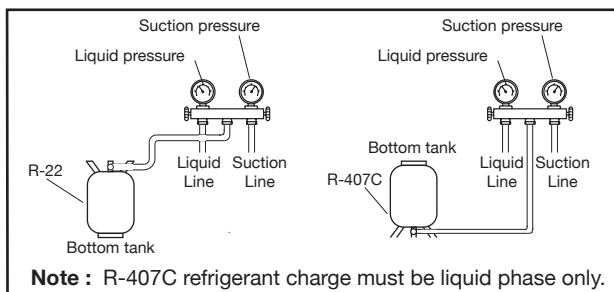 Suction pressure
Liquid pressure
R-22
Liquid
Line
Suction
Line
Bottom tank
Suction pressure
Liquid pressure
Bottom tank
R-407C
Liquid
Line
Suction
Line
Note : R-407C refrigerant charge must be liquid phase only.